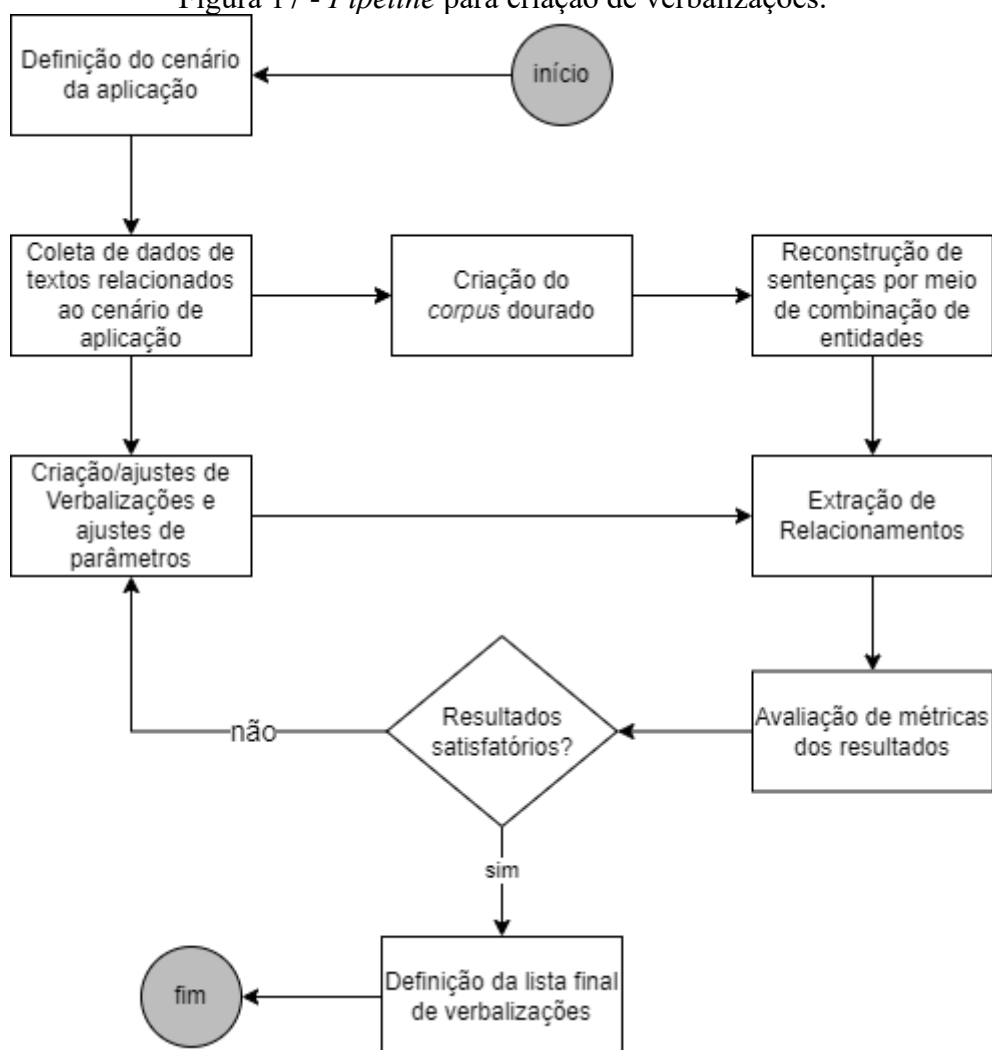 Figura 17 - Pipeline para criação de verbalizações.
Definição do cenário
da aplicação
início
Coleta de dados de
textos relacionados
ao cenário de
aplicação
Criação do
corpus dourado
Reconstrução de
sentenças por meio
de combinação de
entidades
Criação/ajustes de
Verbalizações e
ajustes de
parâmetros
Extração de
Relacionamentos
não
Resultados
satisfatórios?
Avaliação de métricas
dos resultados
sim
fim
Definição da lista final
de verbalizações